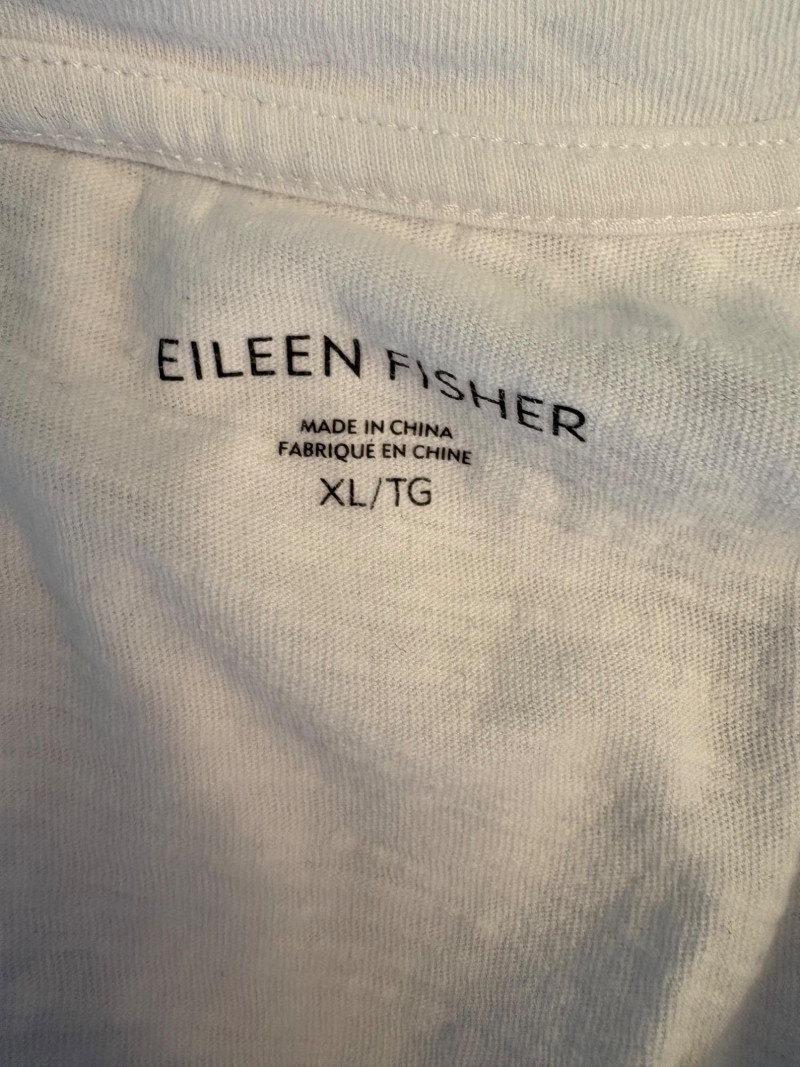 EILEEN FISHER
MADE IN CHINA
FABRIQUÉ EN CHINE
XL/TG